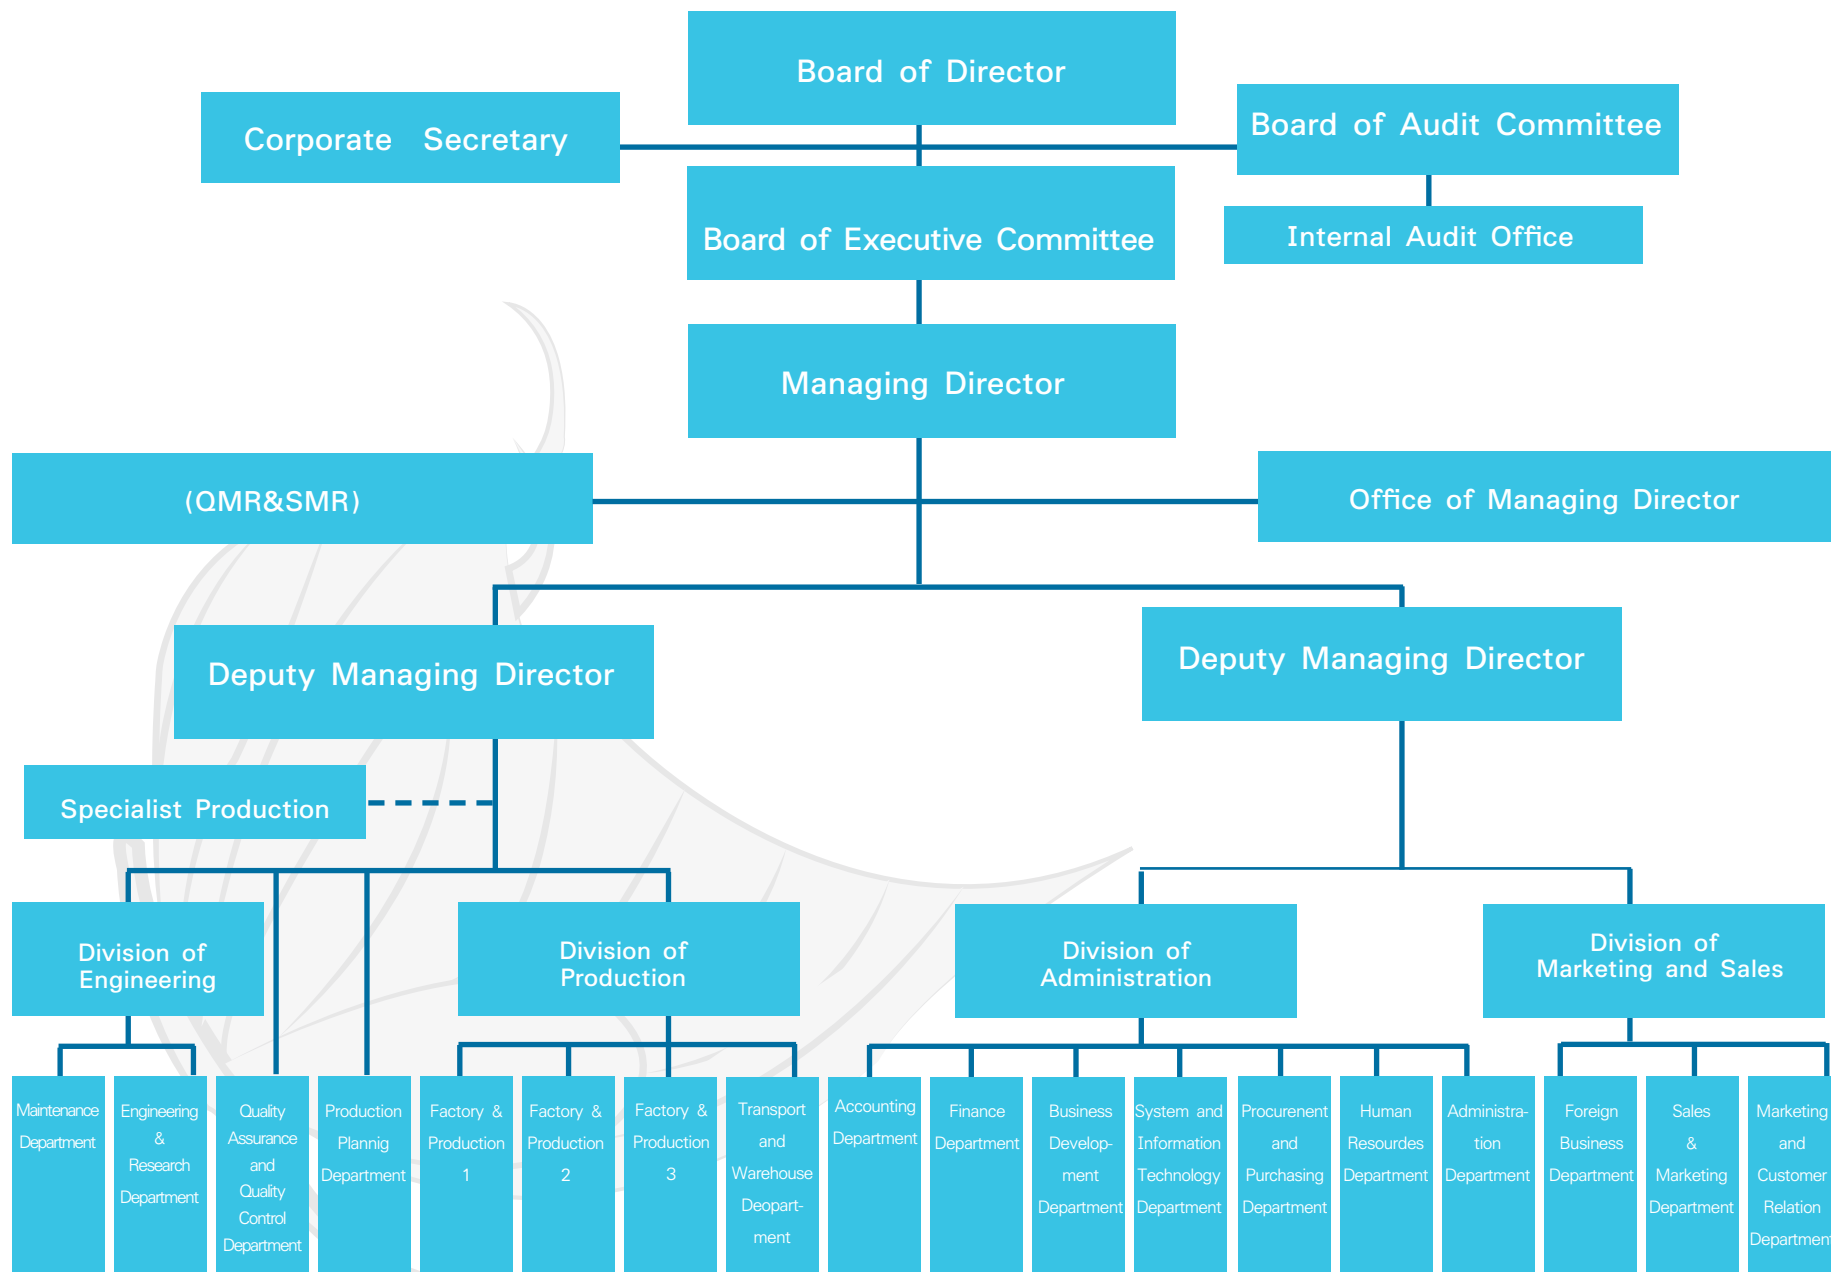 Board of Director
Corporate Secretary
Board of Audit Committee
Board of Executive Committee
Internal Audit Office
Managing Director
(QMR&SMR)
Office of Managing Director
Deputy Managing Director
Deputy Managing Director
Specialist Production
Division of
Engineering
Division of
Production
Division of
Administration
Division of
Marketing and Sales
Maintenance
Department
Engineering
&
Research
Department
Quality
Assurance
and
Quality
Control
Department
Production
Plannig
Department
Factory &
Production
1
Factory &
Production
2
Factory &
Production
3
Transport
and
Warehouse
Deopart-
ment
Accounting
Department
Finance
Department
Business
Develop-
ment
Department
System and
Information
Technology
Department
Procurenent
and
Purchasing
Department
Human
Resourdes
Department
Administra-
tion
Department
Foreign
Business
Department
Sales
&
Marketing
Department
Marketing
and
Customer
Relation
Department